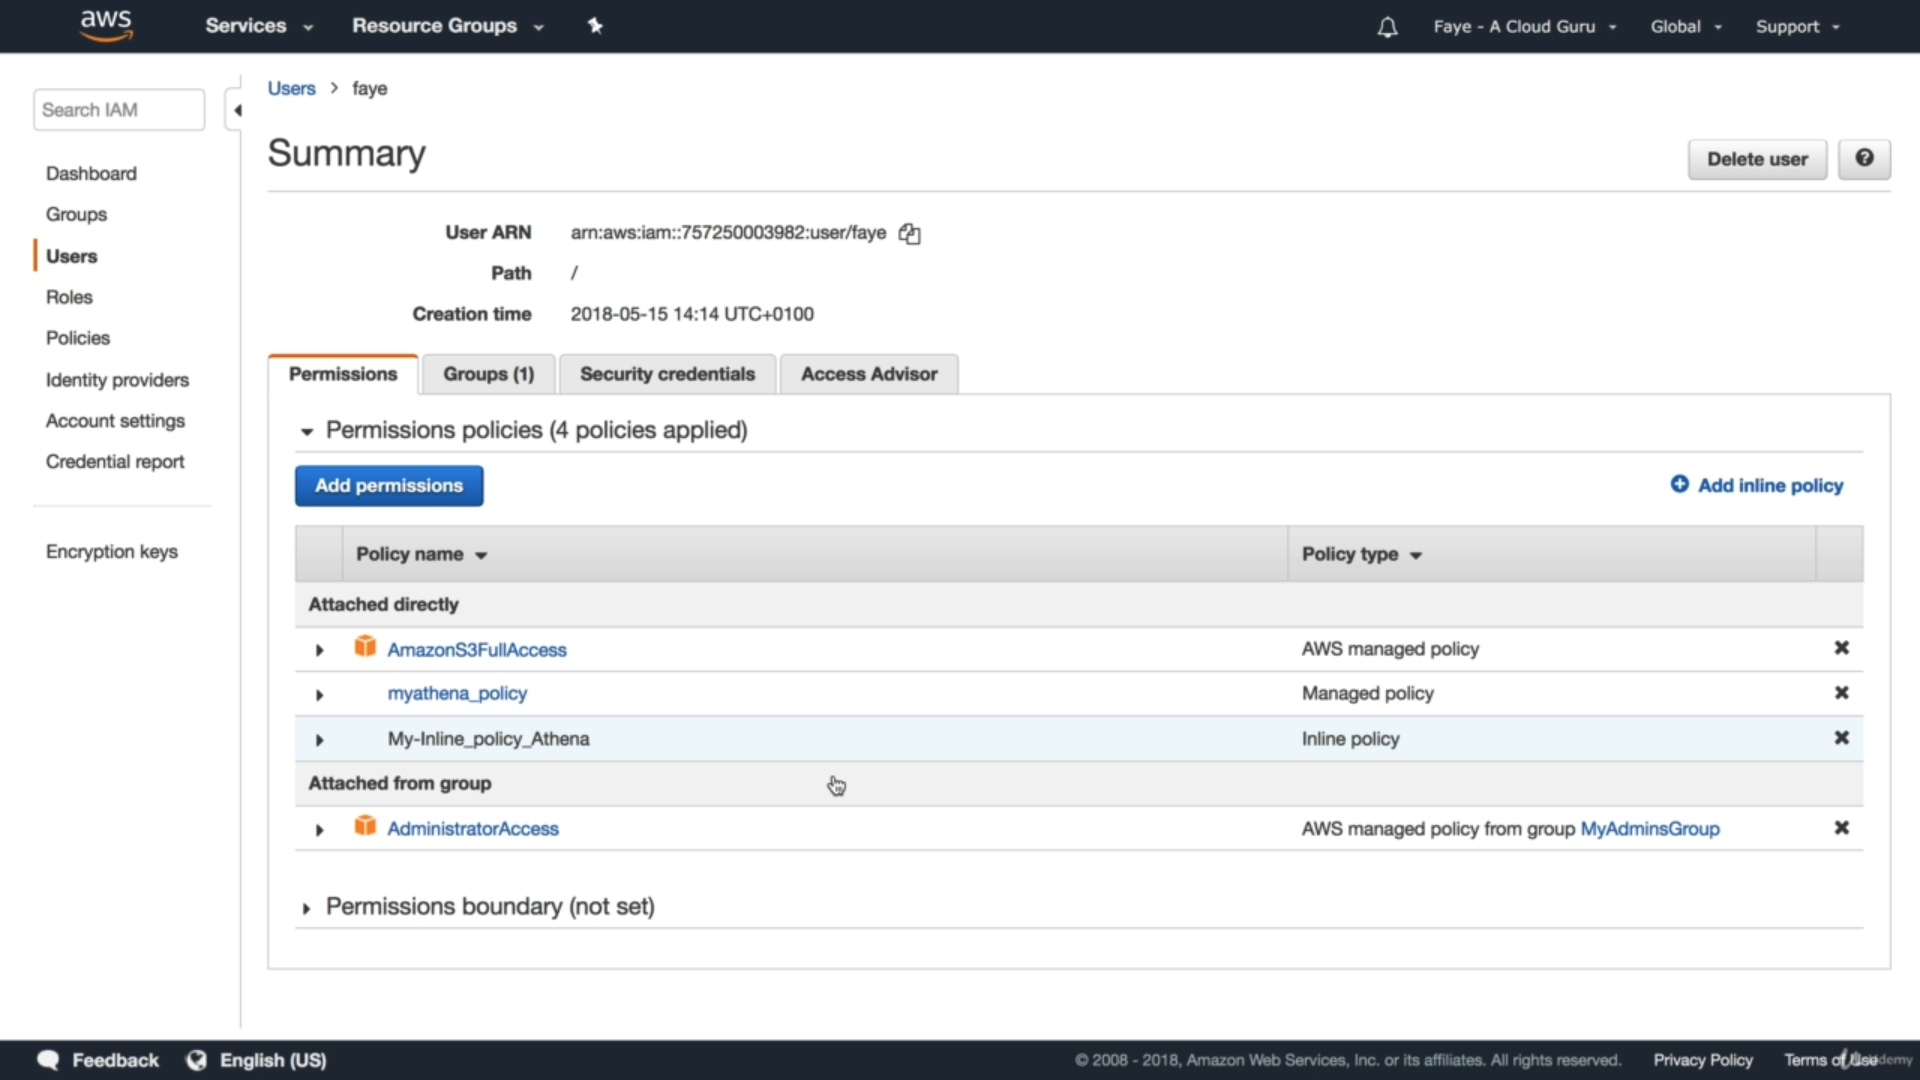 aws Services Resource Groups Faye - A Cloud Guru Global Support
Search IAM
Dashboard
Groups
Users
Roles
Policies
Identity providers
Account settings
Credential report
Encryption keys
Users > faye
Summary
Delete user
User ARN arn:aws:iam::757250003982:user/faye
Path /
Creation time 2018-05-15 14:14 UTC+0100
Permissions Groups (1) Security credentials Access Advisor
Permissions policies (4 policies applied)
Add permissions Add inline policy
Policy name Policy type
Attached directly
AmazonS3FullAccess AWS managed policy
myathena_policy Managed policy
My-Inline_policy_Athena Inline policy
Attached from group
AdministratorAccess AWS managed policy from group MyAdminsGroup
Permissions boundary (not set)
Feedback English (US) © 2008 - 2018, Amazon Web Services, Inc. or its affiliates. All rights reserved. Privacy Policy Terms of Use